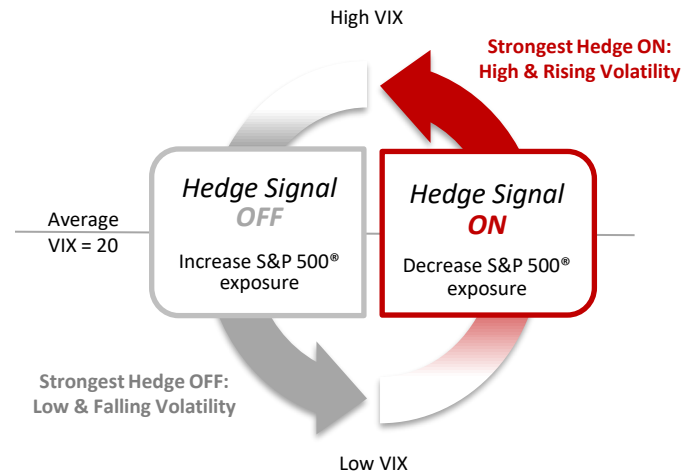 High VIX
Strongest Hedge ON:
High & Rising Volatility
Hedge Signal
OFF
Increase S&P 500®
exposure
Hedge Signal
ON
Decrease S&P 500®
exposure
Average
VIX = 20
Strongest Hedge OFF:
Low & Falling Volatility
Low VIX